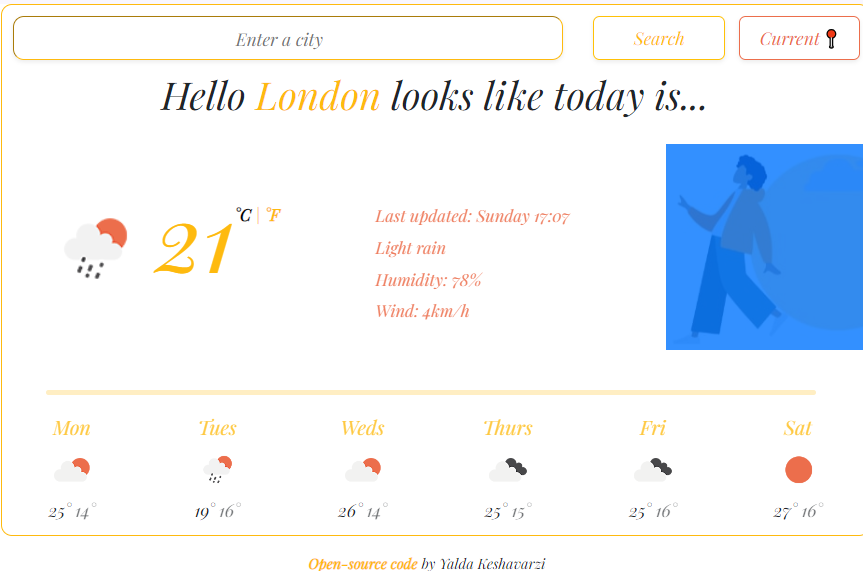 Enter a city
Search
Current
Hello London looks like today is...
21 °C | °F
Last updated: Sunday 17:07
Light rain
Humidity: 78%
Wind: 4km/h
Mon Tues Weds Thurs Fri Sat
25° 14° 19° 16° 26° 14° 25° 15° 25° 16° 27° 16°
Open-source code by Yalda Keshavarzi